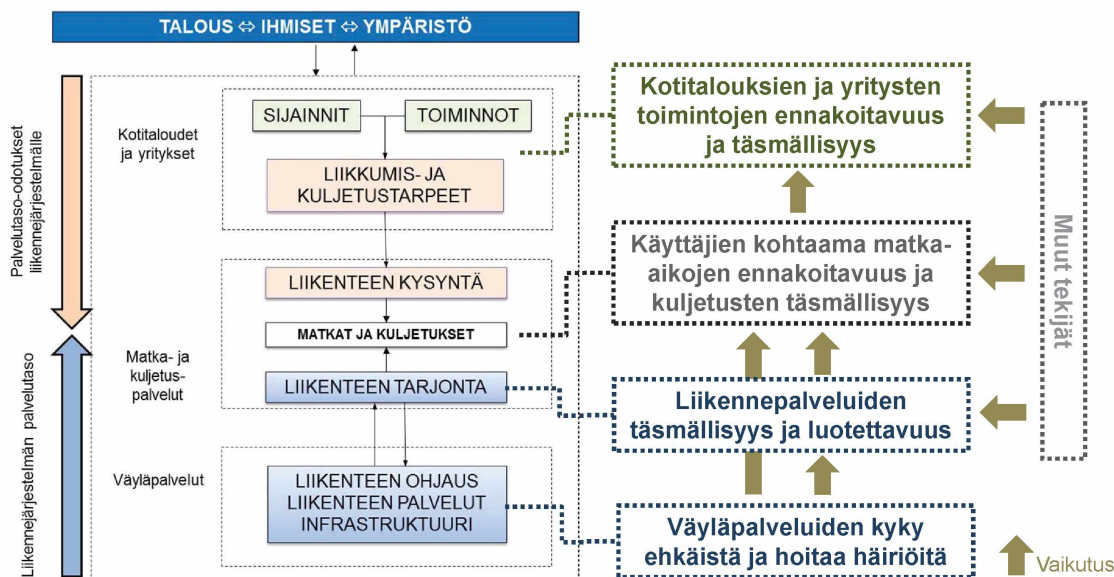 TALOUS ⇔ IHMISET ⇔ YMPÄRISTÖ
Palvelutaso-odotukset
liikennejärjestelmälle
Liikennejärjestelmän palvelutaso
Kotitaloudet
ja yritykset
SIJAINNIT
TOIMINNOT
LIIKKUMIS- JA
KULJETUSTARPEET
LIIKENTEEN KYSYNTÄ
MATKAT JA KULJETUKSET
Matka- ja
kuljetus-
palvelut
LIIKENTEEN TARJONTA
Väyläpalvelut
LIIKENTEEN OHJAUS
LIIKENTEEN PALVELUT
INFRASTRUKTUURI
Kotitalouksien ja yritysten
toimintojen ennakoitavuus
ja täsmällisyys
Käyttäjien kohtaama matka-
aikojen ennakoitavuus ja
kuljetusten täsmällisyys
Liikennepalveluiden
täsmällisyys ja luotettavuus
Väyläpalveluiden kyky
ehkäistä ja hoitaa häiriöitä
Muut tekijät
Vaikutus